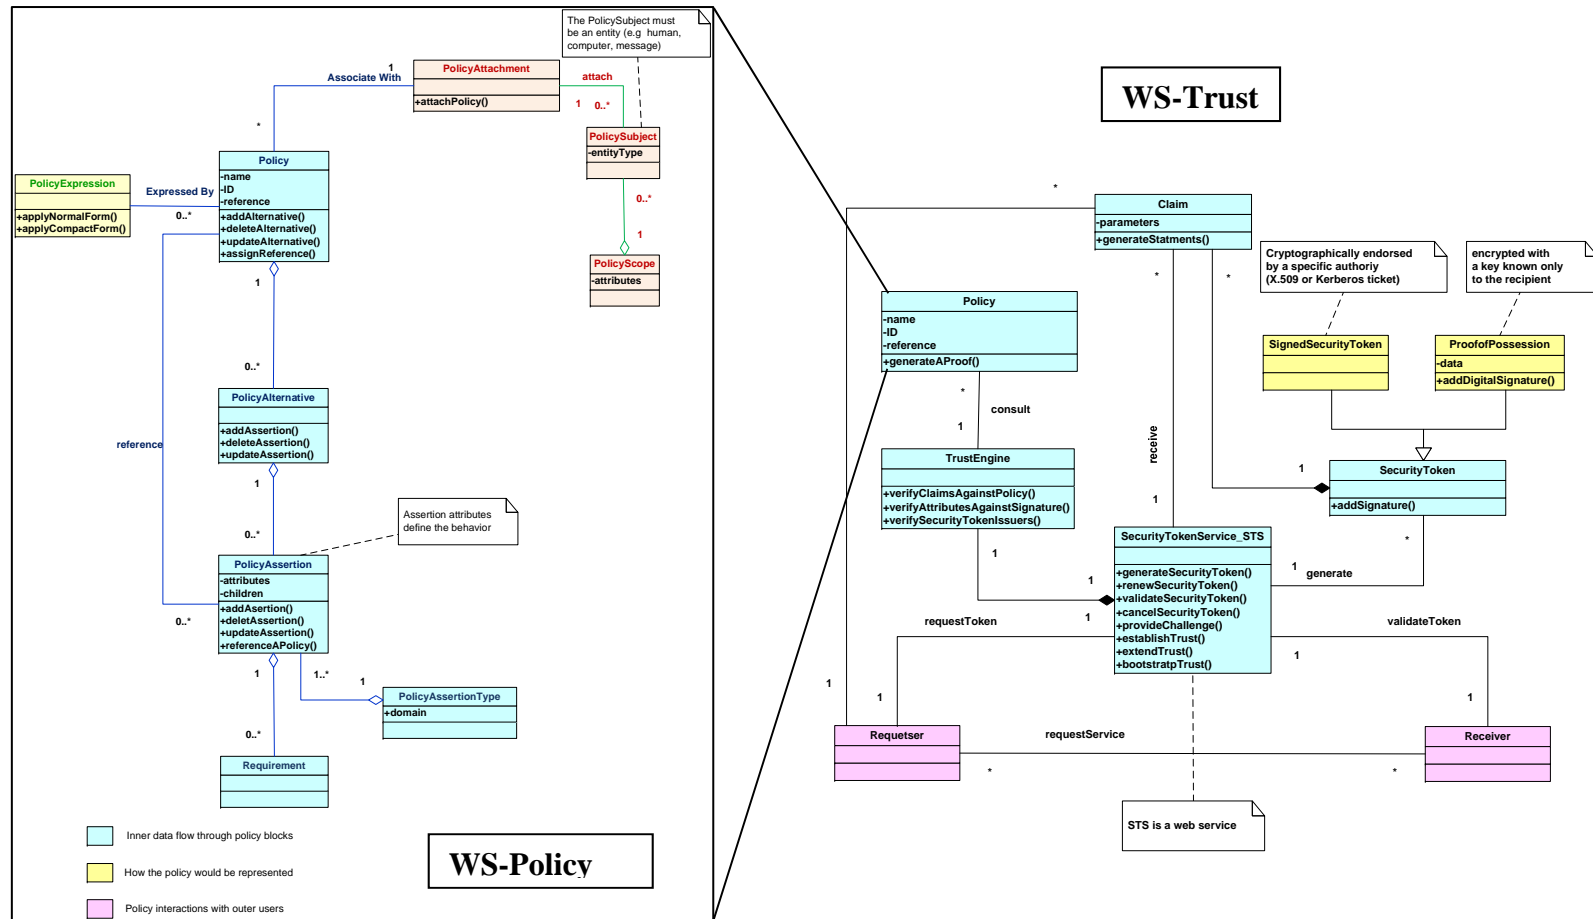 The PolicySubject must
be an entity (e.g human,
computer, message)
1
Associate With
PolicyAttachment
+attachPolicy()
attach
1
0..*
*
PolicySubject
-entityType
Policy
-name
-ID
-reference
+addAlternative()
+deleteAlternative()
+updateAlternative()
+assignReference()
PolicyExpression
+applyNormalForm()
+applyCompactForm()
Expressed By
0..*
0..*
1
PolicyScope
-attributes
1
0..*
PolicyAlternative
+addAssertion()
+deleteAssertion()
+updateAssertion()
reference
1
Assertion attributes
define the behavior
0..*
PolicyAssertion
-attributes
-children
+addAsertion()
+deletAssertion()
+updateAssertion()
+referenceAPolicy()
0..*
1
1..*
1
PolicyAssertionType
+domain
0..*
Requirement
Inner data flow through policy blocks
How the policy would be represented
Policy interactions with outer users
WS-Policy
WS-Trust
*
Claim
-parameters
+generateStatments()
*
*
Cryptographically endorsed
by a specific authoriy
(X.509 or Kerberos ticket)
encrypted with
a key known only
to the recipient
Policy
-name
-ID
-reference
+generateAProof()
SignedSecurityToken
ProofofPossession
-data
+addDigitalSignature()
*
consult
1
receive
TrustEngine
+verifyClaimsAgainstPolicy()
+verifyAttributesAgainstSignature()
+verifySecurityTokenIssuers()
1
SecurityToken
+addSignature()
1
SecurityTokenService_STS
+generateSecurityToken()
+renewSecurityToken()
+validateSecurityToken()
+cancelSecurityToken()
+provideChallenge()
+establishTrust()
+extendTrust()
+bootstratpTrust()
*
1
generate
1
1
1
requestToken
validateToken
1
1
1
1
Requetser
requestService
Receiver
*
*
STS is a web service